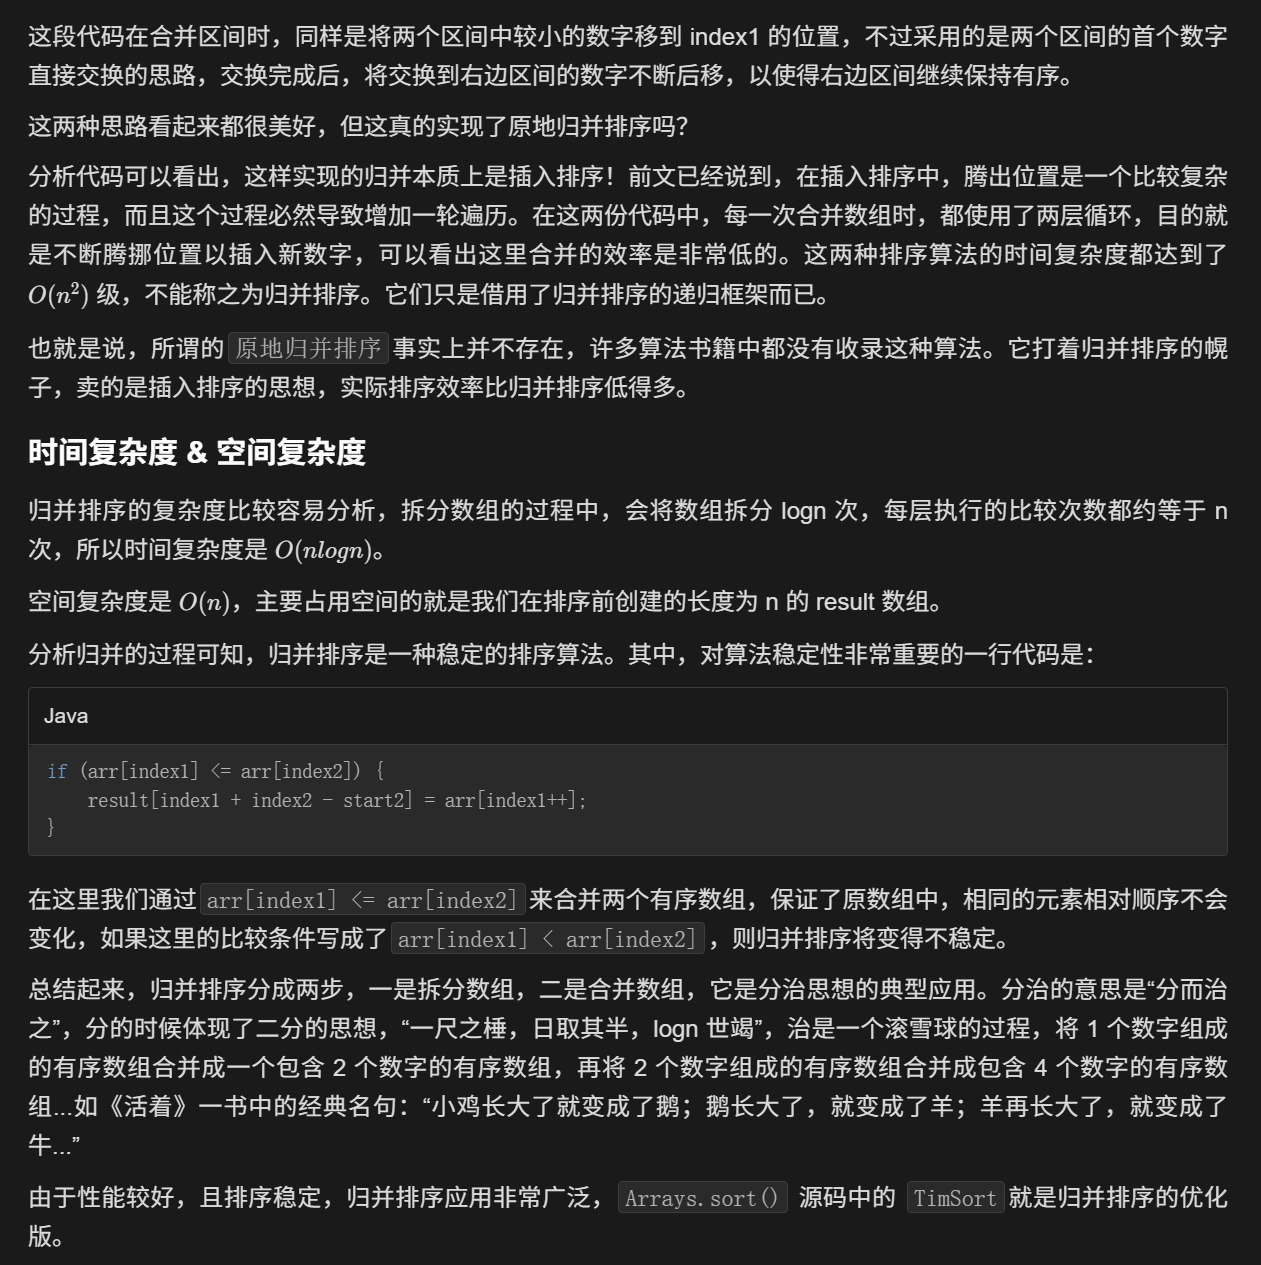 这段代码在合并区间时，同样是将两个区间中较小的数字移到 index1 的位置，不过采用的是两个区间的首个数字
直接交换的思路，交换完成后，将交换到右边区间的数字不断后移，以使得右边区间继续保持有序。
这两种思路看起来都很美好，但这真的实现了原地归并排序吗？
分析代码可以看出，这样实现的归并本质上是插入排序！前文已经说到，在插入排序中，腾出位置是一个比较复杂
的过程，而且这个过程必然导致增加一轮遍历。在这两份代码中，每一次合并数组时，都使用了两层循环，目的就
是不断腾挪位置以插入新数字，可以看出这里合并的效率是非常低的。这两种排序算法的时间复杂度都达到了
O(n²) 级，不能称之为归并排序。它们只是借用了归并排序的递归框架而已。
也就是说，所谓的 原地归并排序 事实上并不存在，许多算法书籍中都没有收录这种算法。它打着归并排序的幌
子，卖的是插入排序的思想，实际排序效率比归并排序低得多。
时间复杂度 & 空间复杂度
归并排序的复杂度比较容易分析，拆分数组的过程中，会将数组拆分 logn 次，每层执行的比较次数都约等于 n
次，所以时间复杂度是 O(nlogn)。
空间复杂度是 O(n)，主要占用空间的就是我们在排序前创建的长度为 n 的 result 数组。
分析归并的过程可知，归并排序是一种稳定的排序算法。其中，对算法稳定性非常重要的一行代码是：
Java
if (arr[index1] <= arr[index2]) {
    result[index1 + index2 - start2] = arr[index1++];
}
在这里我们通过 arr[index1] <= arr[index2] 来合并两个有序数组，保证了原数组中，相同的元素相对顺序不会
变化，如果这里的比较条件写成了 arr[index1] < arr[index2] ，则归并排序将变得不稳定。
总结起来，归并排序分成两步，一是拆分数组，二是合并数组，它是分治思想的典型应用。分治的意思是“分而治
之”，分的时候体现了二分的思想，“一尺之棰，日取其半，logn 世竭”，治是一个滚雪球的过程，将 1 个数字组成
的有序数组合并成一个包含 2 个数字的有序数组，再将 2 个数字组成的有序数组合并成包含 4 个数字的有序数
组...如《活着》一书中的经典名句：“小鸡长大了就变成了鹅；鹅长大了，就变成了羊；羊再长大了，就变成了
牛...”
由于性能较好，且排序稳定，归并排序应用非常广泛， Arrays.sort() 源码中的 TimSort 就是归并排序的优化
版。